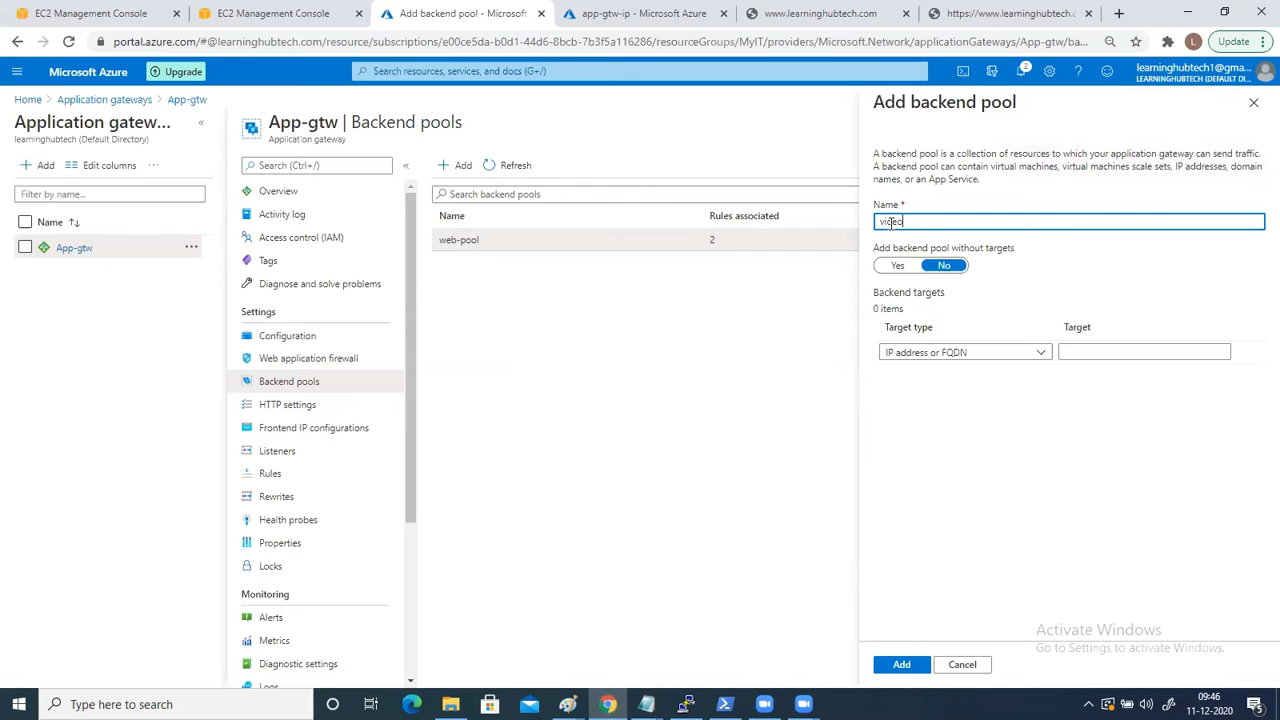 EC2 Management Console
EC2 Management Console
Add backend pool - Microsoft
app-gtw-ip - Microsoft Azure
www.learninghubtech.com
https://www.learninghubtech.c
portal.azure.com/#@learninghubtech.com/resource/subscriptions/e00ce5da-b0d1-44d6-8bcb-7b3f5a116286/resourceGroups/MyIT/providers/Microsoft.Network/applicationGateways/App-gtw/ba...
L
Update
Microsoft Azure
Upgrade
Search resources, services, and docs (G+/)
2
learninghubtech1@gma...
LEARNINGHUBTECH (DEFAULT DI...
Home > Application gateways > App-gtw
Application gatew...
learninghubtech (Default Directory)
Add
Edit columns
...
Filter by name...
Name
App-gtw
...
App-gtw | Backend pools
Application gateway
Search (Ctrl+/)
Overview
Activity log
Access control (IAM)
Tags
Diagnose and solve problems
Settings
Configuration
Web application firewall
Backend pools
HTTP settings
Frontend IP configurations
Listeners
Rules
Rewrites
Health probes
Properties
Locks
Monitoring
Alerts
Metrics
Diagnostic settings
Logs
Add
Refresh
Search backend pools
Name
Rules associated
web-pool
2
Add backend pool
A backend pool is a collection of resources to which your application gateway can send traffic.
A backend pool can contain virtual machines, virtual machines scale sets, IP addresses, domain
names, or an App Service.
Name *
video
Add backend pool without targets
Yes
No
Backend targets
0 items
Target type
Target
IP address or FQDN
Activate Windows
Go to Settings to activate Windows.
Add
Cancel
Type here to search
09:46
11-12-2020